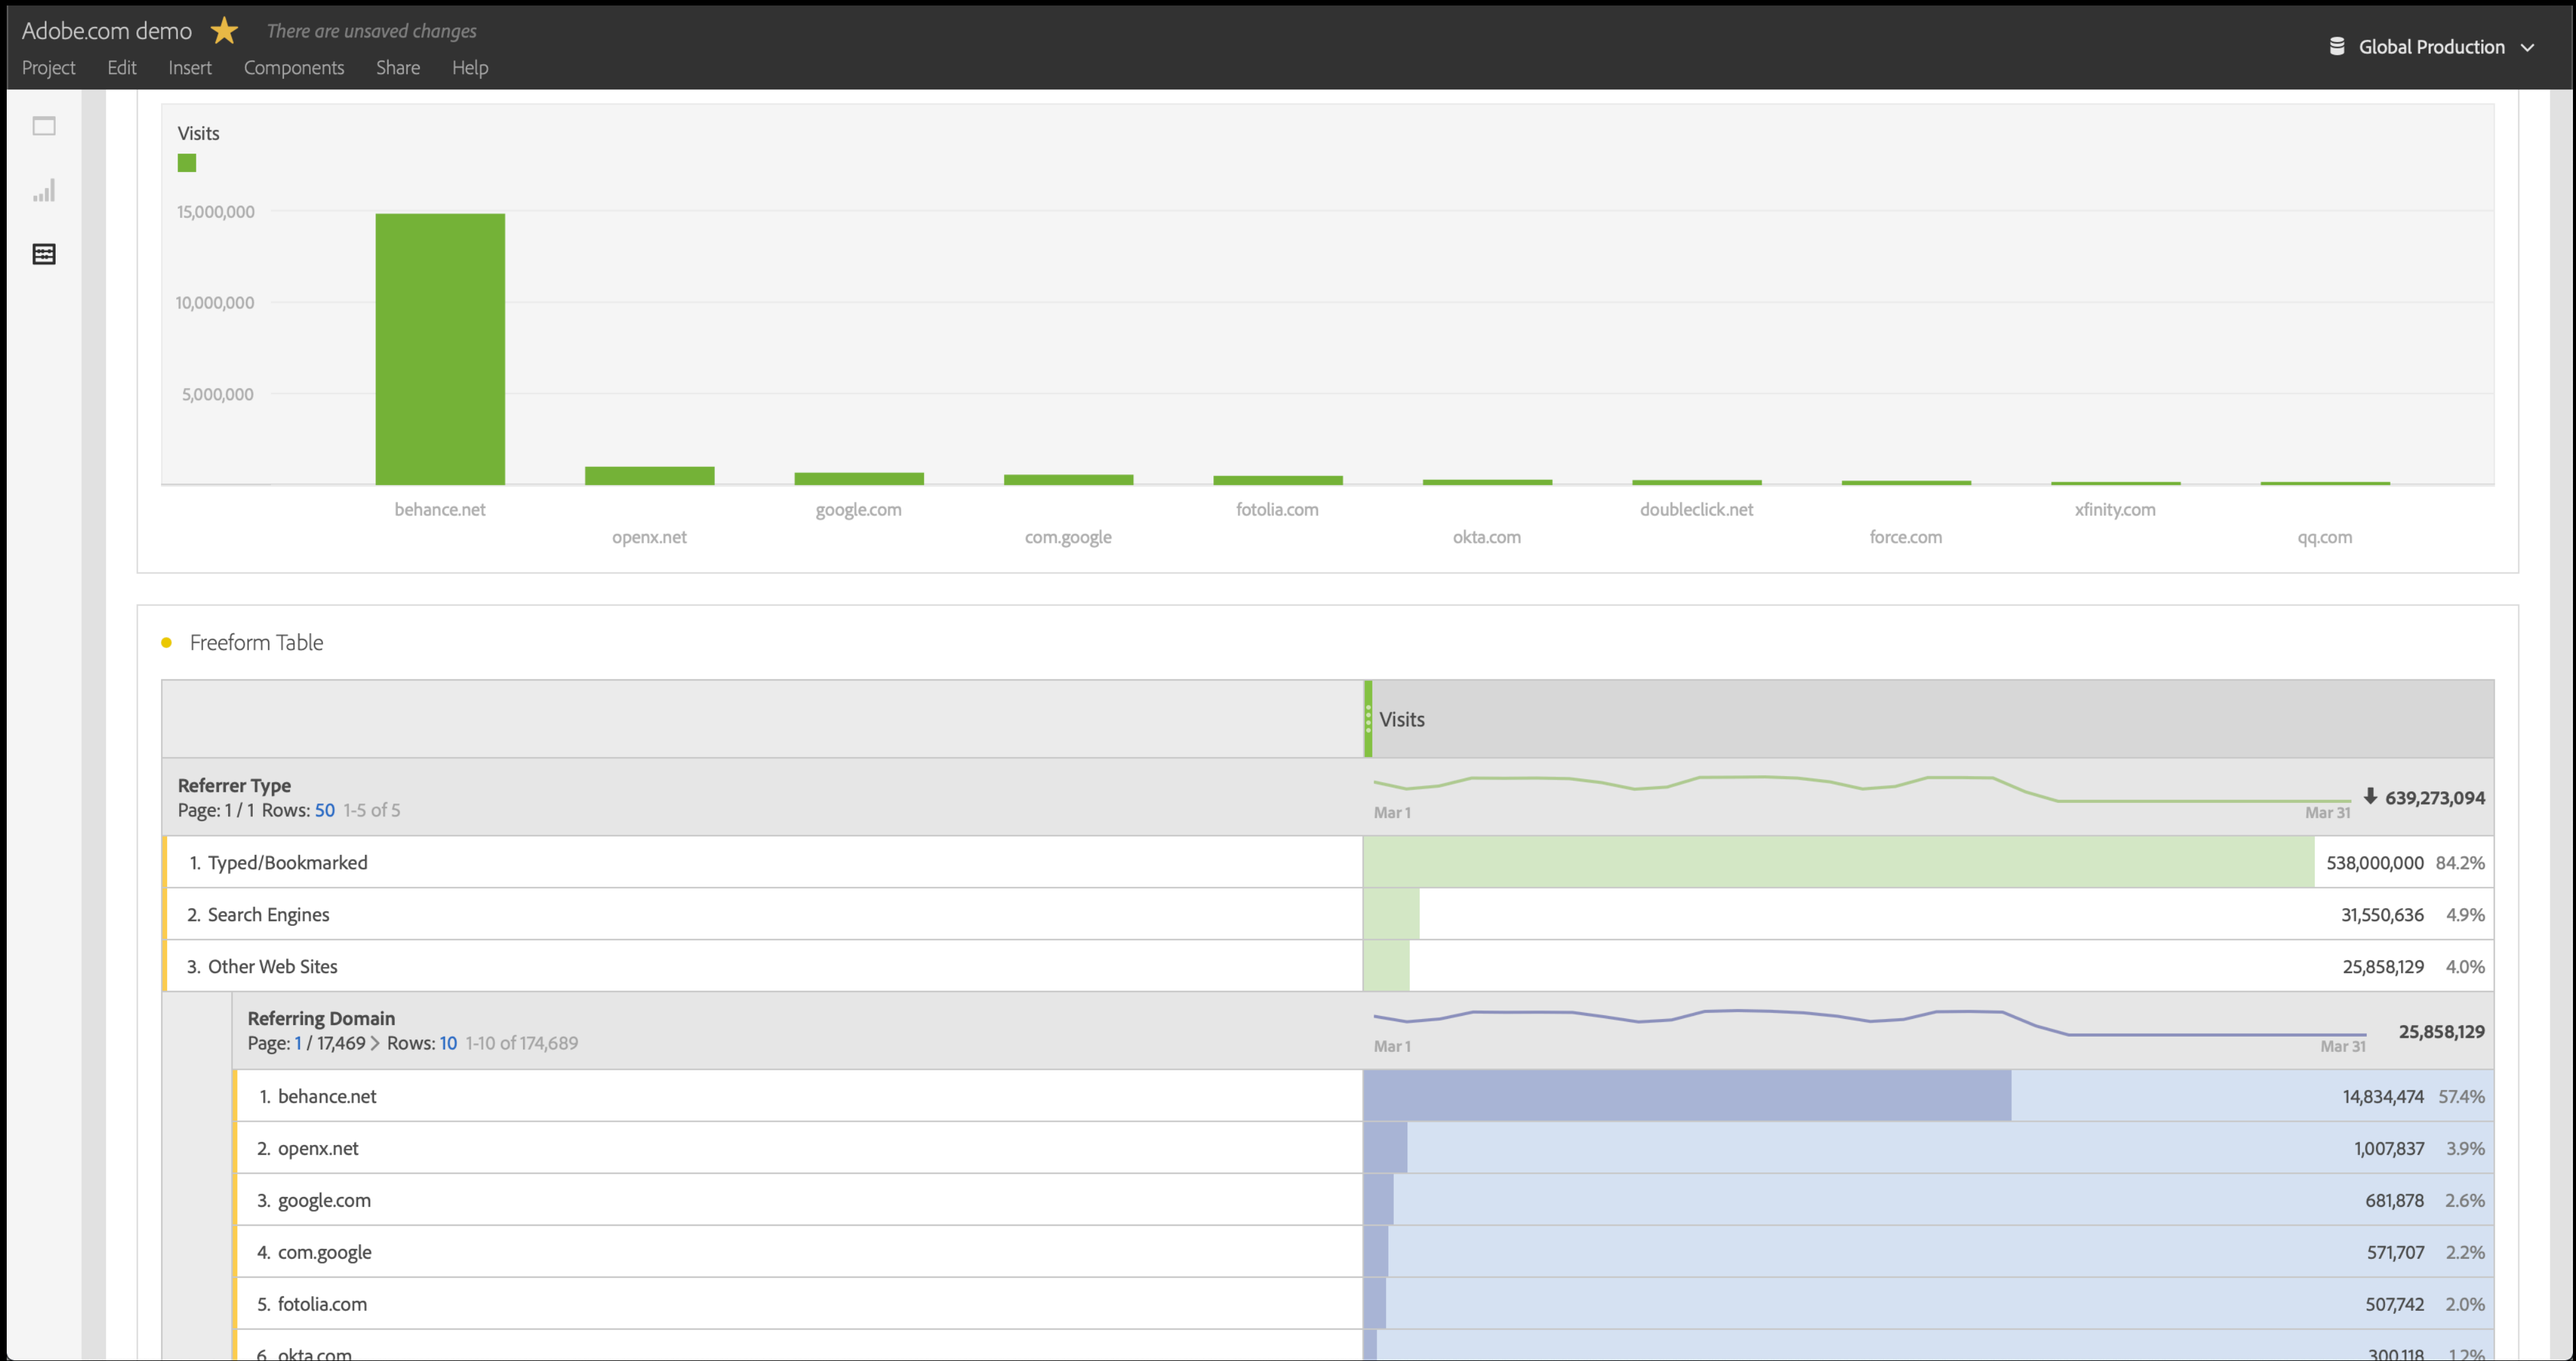 Adobe.com demo There are unsaved changes
Project Edit Insert Components Share Help
Global Production
Visits
15,000,000
10,000,000
5,000,000
behance.net
openx.net
google.com
com.google
fotolia.com
okta.com
doubleclick.net
force.com
xfinity.com
qq.com
Freeform Table
Visits
Referrer Type
Page: 1 / 1 Rows: 50 1-5 of 5
Mar 1
Mar 31
639,273,094
1. Typed/Bookmarked 538,000,000 84.2%
2. Search Engines 31,550,636 4.9%
3. Other Web Sites 25,858,129 4.0%
Referring Domain
Page: 1 / 17,469 > Rows: 10 1-10 of 174,689
Mar 1
Mar 31
25,858,129
1. behance.net 14,834,474 57.4%
2. openx.net 1,007,837 3.9%
3. google.com 681,878 2.6%
4. com.google 571,707 2.2%
5. fotolia.com 507,742 2.0%
6. okta.com 300,118 1.2%